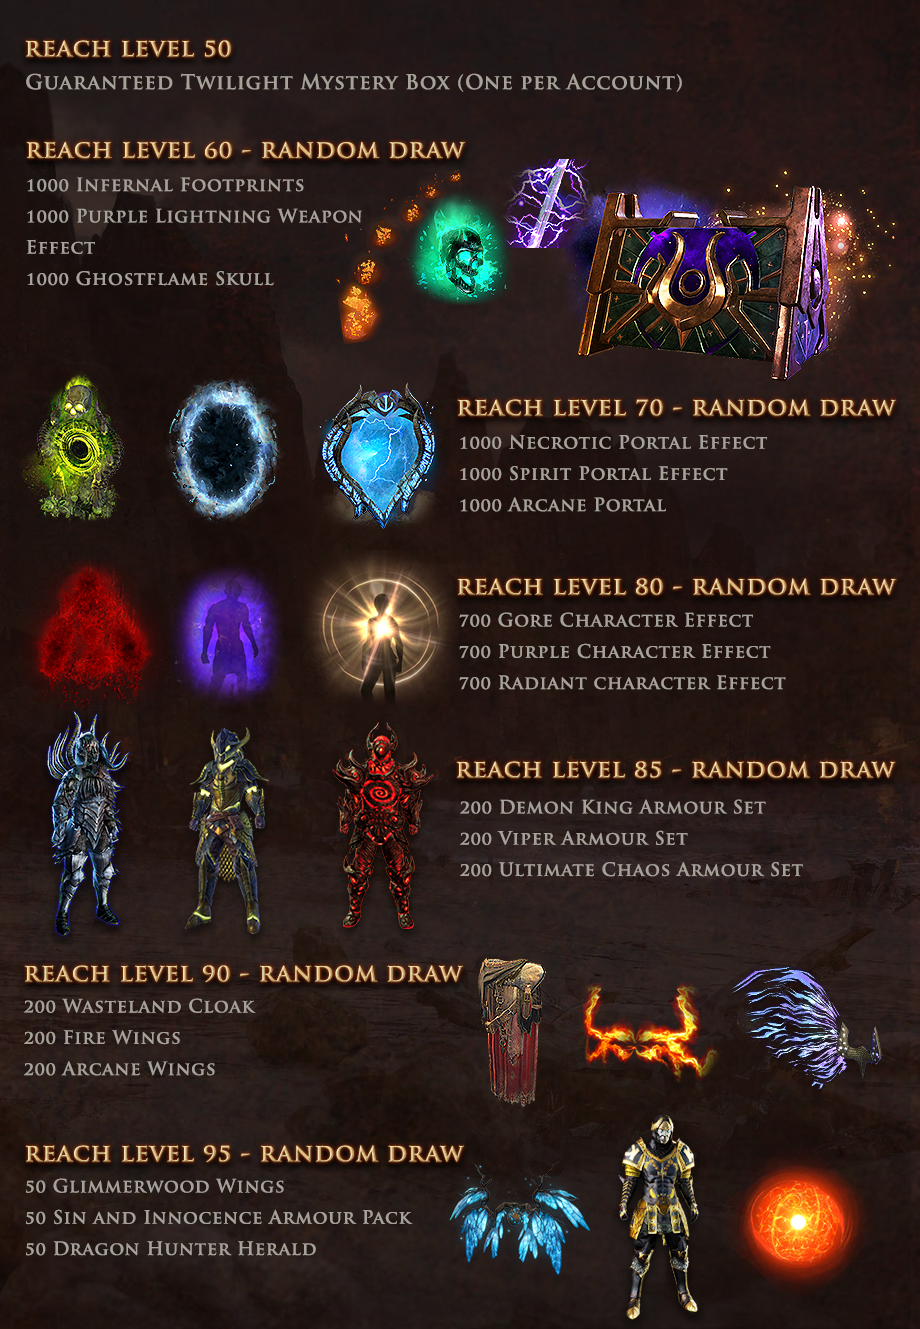 REACH LEVEL 50
GUARANTEED TWILIGHT MYSTERY BOX (ONE PER ACCOUNT)
REACH LEVEL 60 - RANDOM DRAW
1000 INFERNAL FOOTPRINTS
1000 PURPLE LIGHTNING WEAPON
EFFECT
1000 GHOSTFLAME SKULL
REACH LEVEL 70 - RANDOM DRAW
1000 NECROTIC PORTAL EFFECT
1000 SPIRIT PORTAL EFFECT
1000 ARCANE PORTAL
REACH LEVEL 80 - RANDOM DRAW
700 GORE CHARACTER EFFECT
700 PURPLE CHARACTER EFFECT
700 RADIANT CHARACTER EFFECT
REACH LEVEL 85 - RANDOM DRAW
200 DEMON KING ARMOUR SET
200 VIPER ARMOUR SET
200 ULTIMATE CHAOS ARMOUR SET
REACH LEVEL 90 - RANDOM DRAW
200 WASTELAND CLOAK
200 FIRE WINGS
200 ARCANE WINGS
REACH LEVEL 95 - RANDOM DRAW
50 GLIMMERWOOD WINGS
50 SIN AND INNOCENCE ARMOUR PACK
50 DRAGON HUNTER HERALD